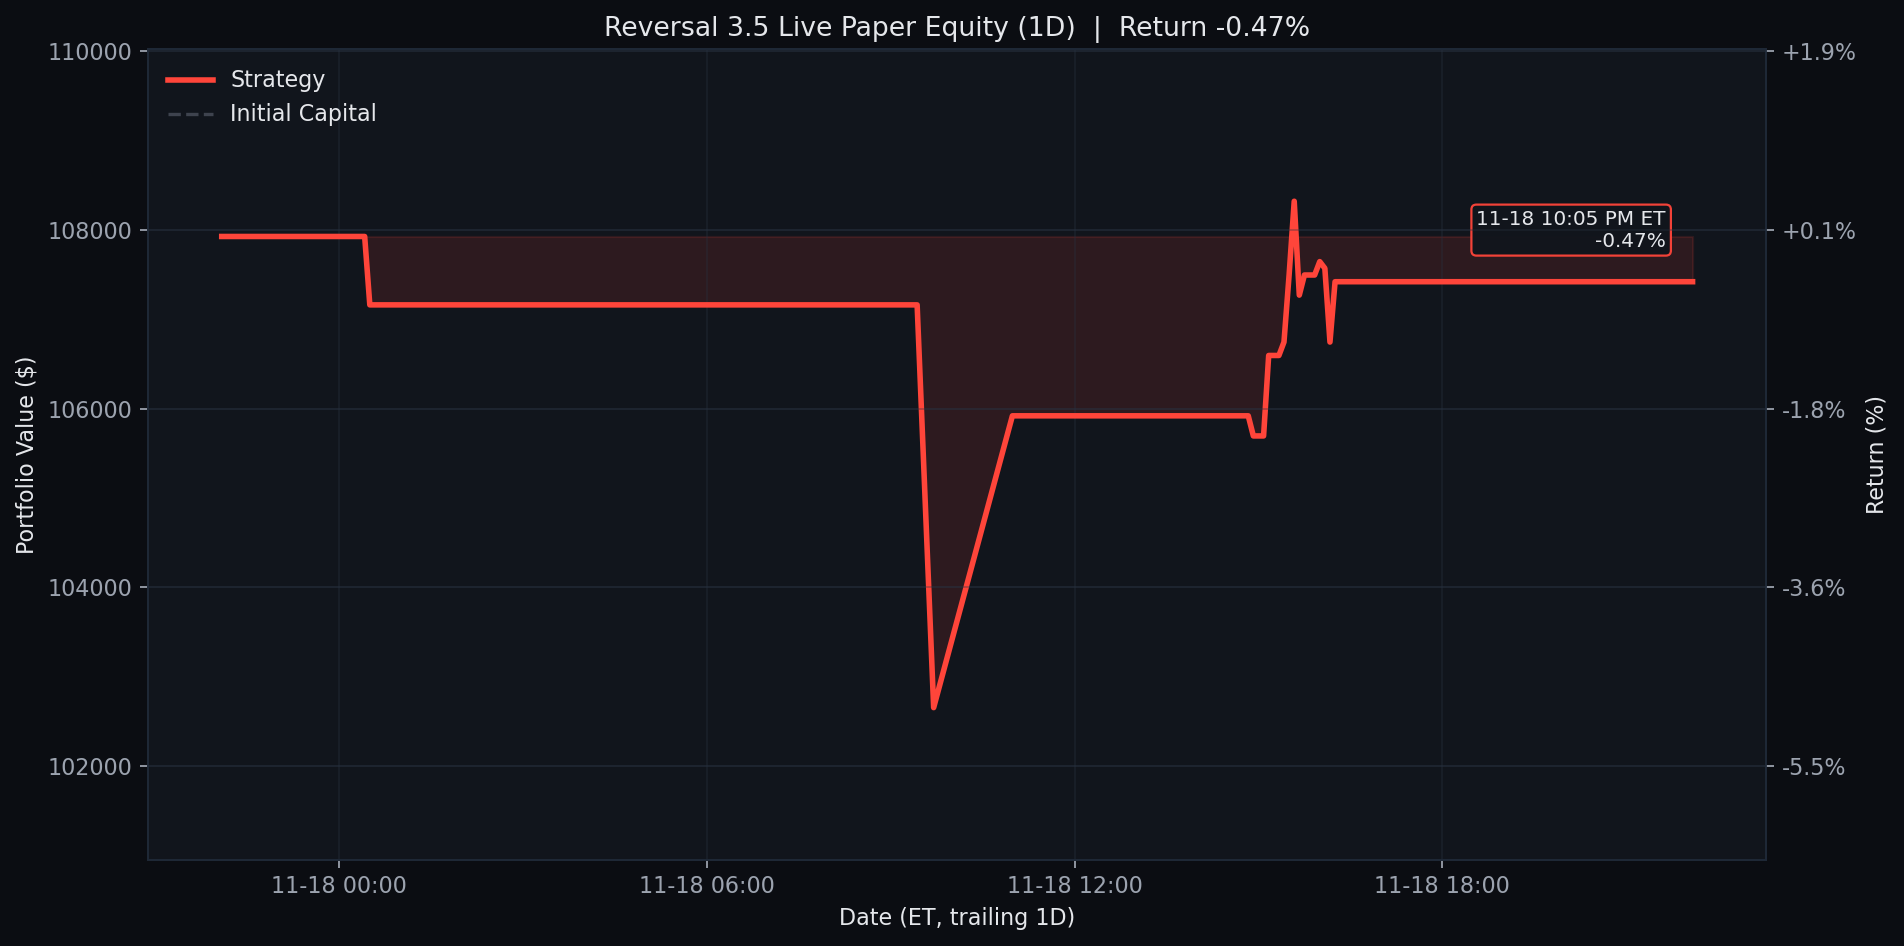 Reversal 3.5 Live Paper Equity (1D) | Return -0.47%
Strategy
Initial Capital
110000
108000
106000
104000
102000
Portfolio Value ($)
+1.9%
+0.1%
-1.8%
-3.6%
-5.5%
Return (%)
11-18 10:05 PM ET
-0.47%
11-18 00:00
11-18 06:00
11-18 12:00
11-18 18:00
Date (ET, trailing 1D)